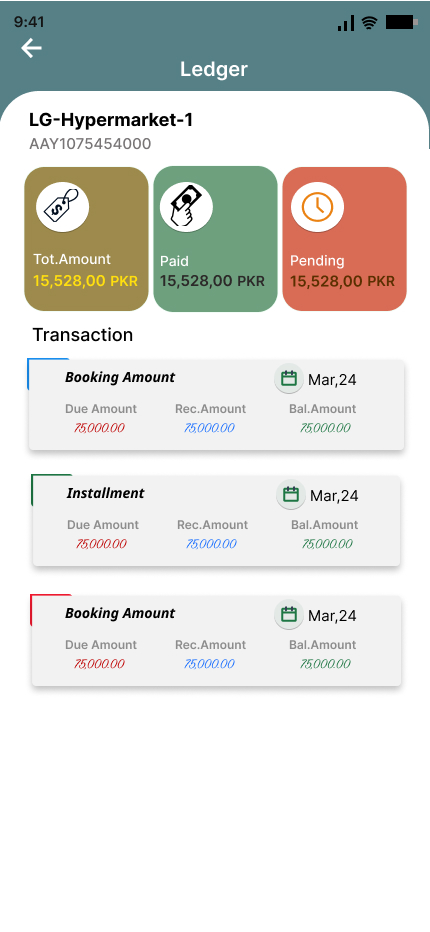 9:41
Ledger
LG-Hypermarket-1
AAY1075454000
Tot.Amount
15,528,00 PKR
Paid
15,528,00 PKR
Pending
15,528,00 PKR
Transaction
Booking Amount Mar,24
Due Amount Rec.Amount Bal.Amount
75,000.00 75,000.00 75,000.00
Installment Mar,24
Due Amount Rec.Amount Bal.Amount
75,000.00 75,000.00 75,000.00
Booking Amount Mar,24
Due Amount Rec.Amount Bal.Amount
75,000.00 75,000.00 75,000.00